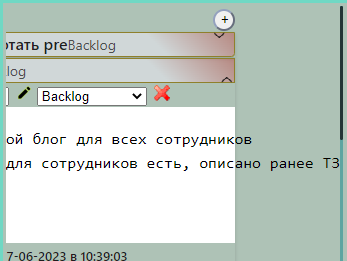 +
отать preBacklog
log
Backlog
ой блог для всех сотрудников
для сотрудников есть, описано ранее ТЗ
7-06-2023 в 10:39:03